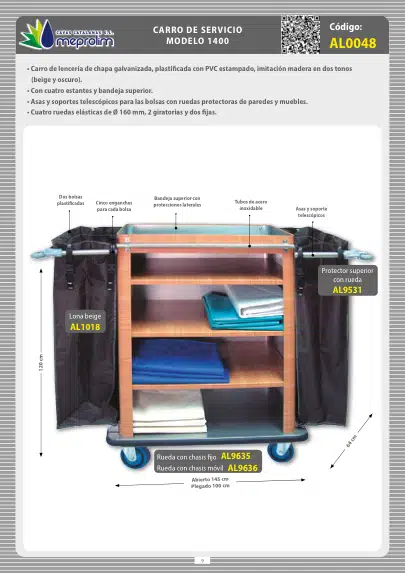 CAYAS CATALANAS S.L.
meprolim
CARRO DE SERVICIO
MODELO 1400
Código:
AL0048
• Carro de lencería de chapa galvanizada, plastificada con PVC estampado, imitación madera en dos tonos
(beige y oscuro).
• Con cuatro estantes y bandeja superior.
• Asas y soportes telescópicos para las bolsas con ruedas protectoras de paredes y muebles.
• Cuatro ruedas elásticas de Ø 160 mm, 2 giratorias y dos fijas.
Dos bolsas
plastificadas
Cinco enganches
para cada bolsa
Bandeja superior con
protecciones laterales
Tubos de acero
inoxidable
Asas y soporte
telescópicos
Protector superior
con rueda
AL9531
Lona beige
AL1018
120 cm
64 cm
Rueda con chasis fijo AL9635
Rueda con chasis móvil AL9636
Abierto 145 cm
Plegado 100 cm
9